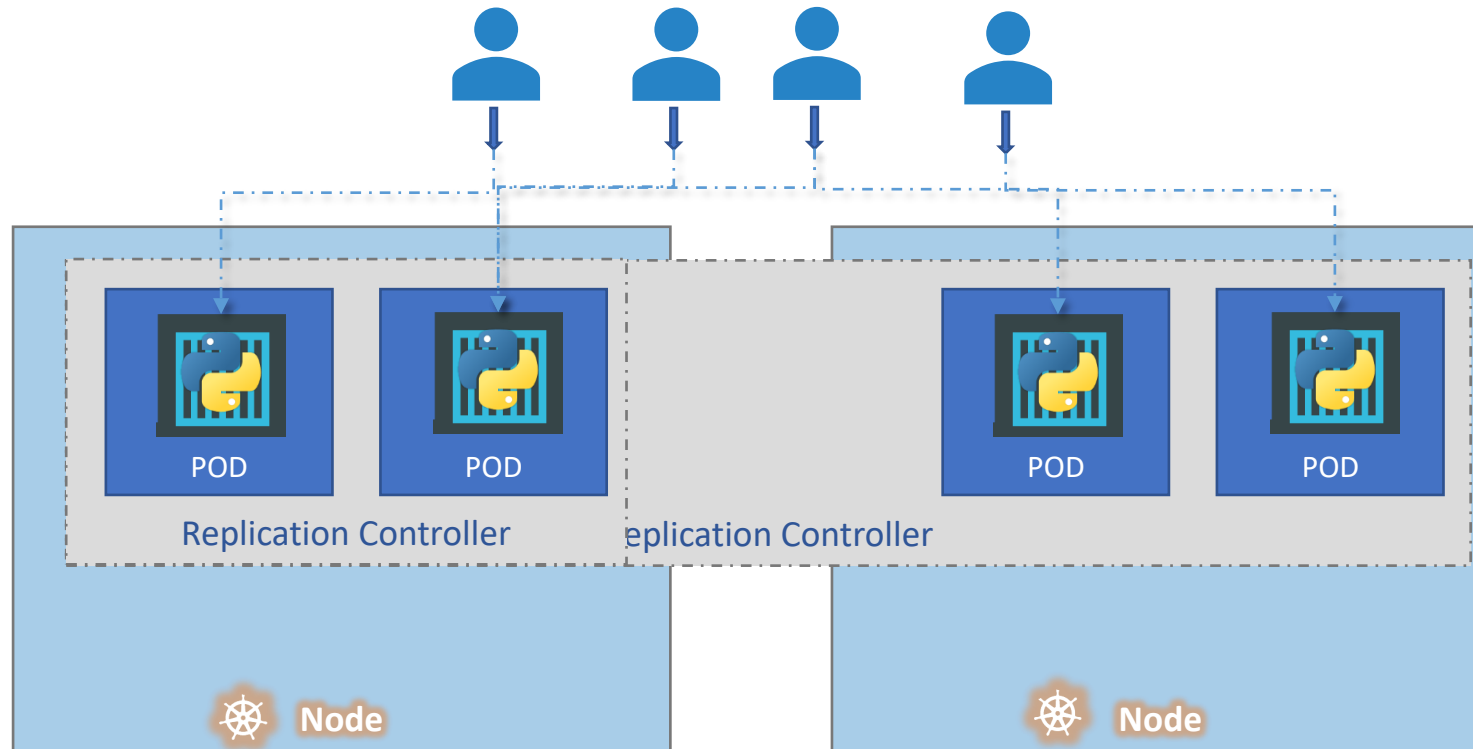 POD
POD
POD
POD
Replication Controller
eplication Controller
Node
Node